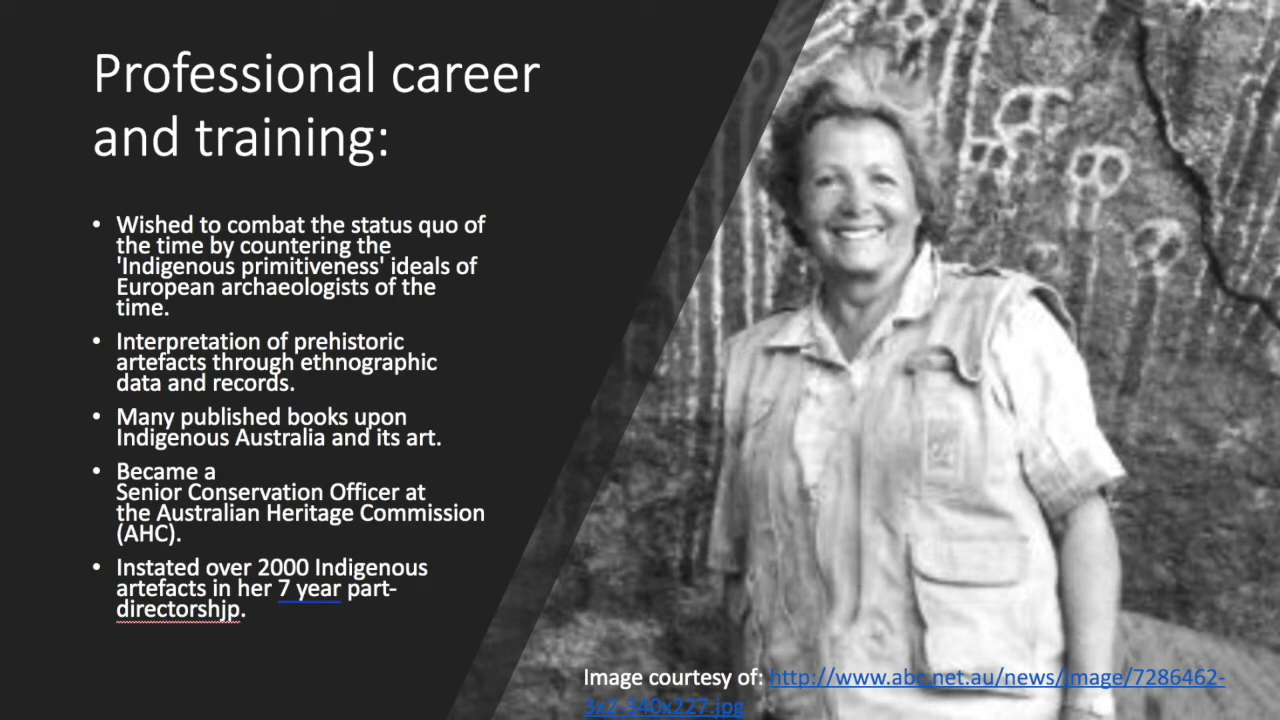 Professional career
and training:
• Wished to combat the status quo of
the time by countering the
'Indigenous primitiveness' ideals of
European archaeologists of the
time.
• Interpretation of prehistoric
artefacts through ethnographic
data and records.
• Many published books upon
Indigenous Australia and its art.
• Became a
Senior Conservation Officer at
the Australian Heritage Commission
(AHC).
• Instated over 2000 Indigenous
artefacts in her 7 year part-
directorshjp.
Image courtesy of: http://www.abc.net.au/news/image/7286462-
3x2-340x227.jpg